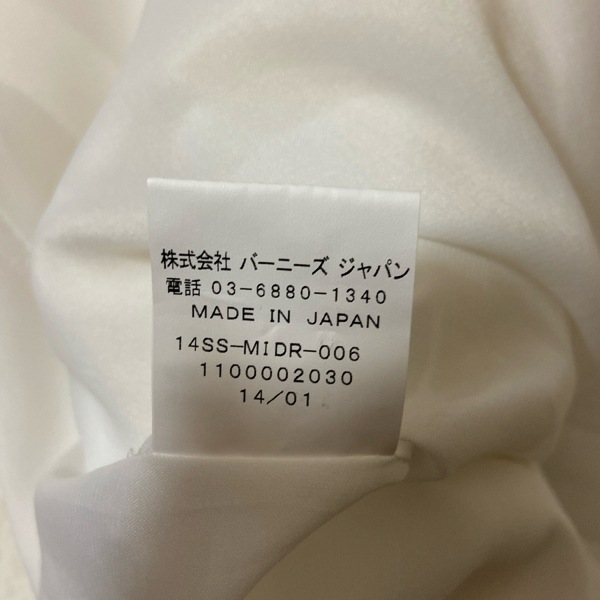 株式会社 バーニーズ ジャパン
電話 03-6880-1340
MADE IN JAPAN
14SS-MIDR-006
1100002030
14/01